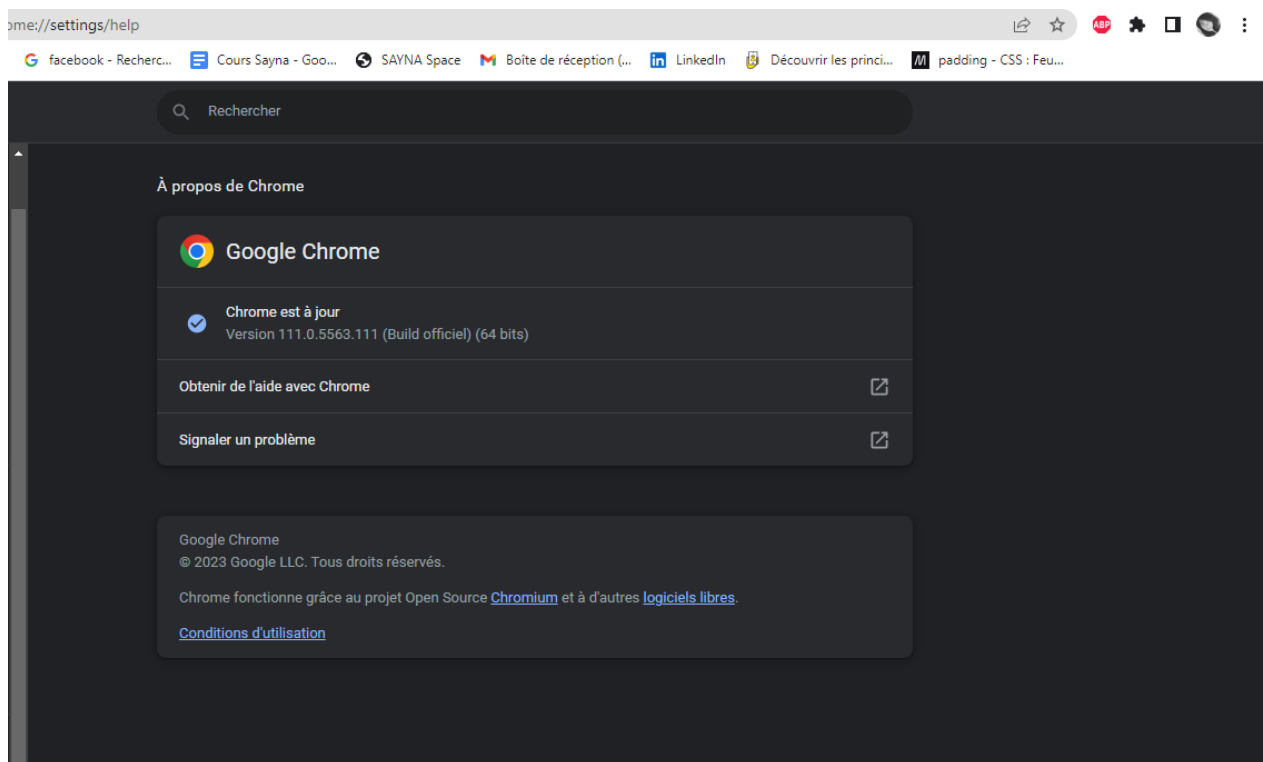 ome://settings/help
ABP
facebook - Recherc... Cours Sayna - Goo... SAYNA Space Boîte de réception (... LinkedIn Découvrir les princi... padding - CSS : Feu...
Rechercher
À propos de Chrome
Google Chrome
Chrome est à jour
Version 111.0.5563.111 (Build officiel) (64 bits)
Obtenir de l'aide avec Chrome
Signaler un problème
Google Chrome
© 2023 Google LLC. Tous droits réservés.
Chrome fonctionne grâce au projet Open Source Chromium et à d'autres logiciels libres.
Conditions d'utilisation